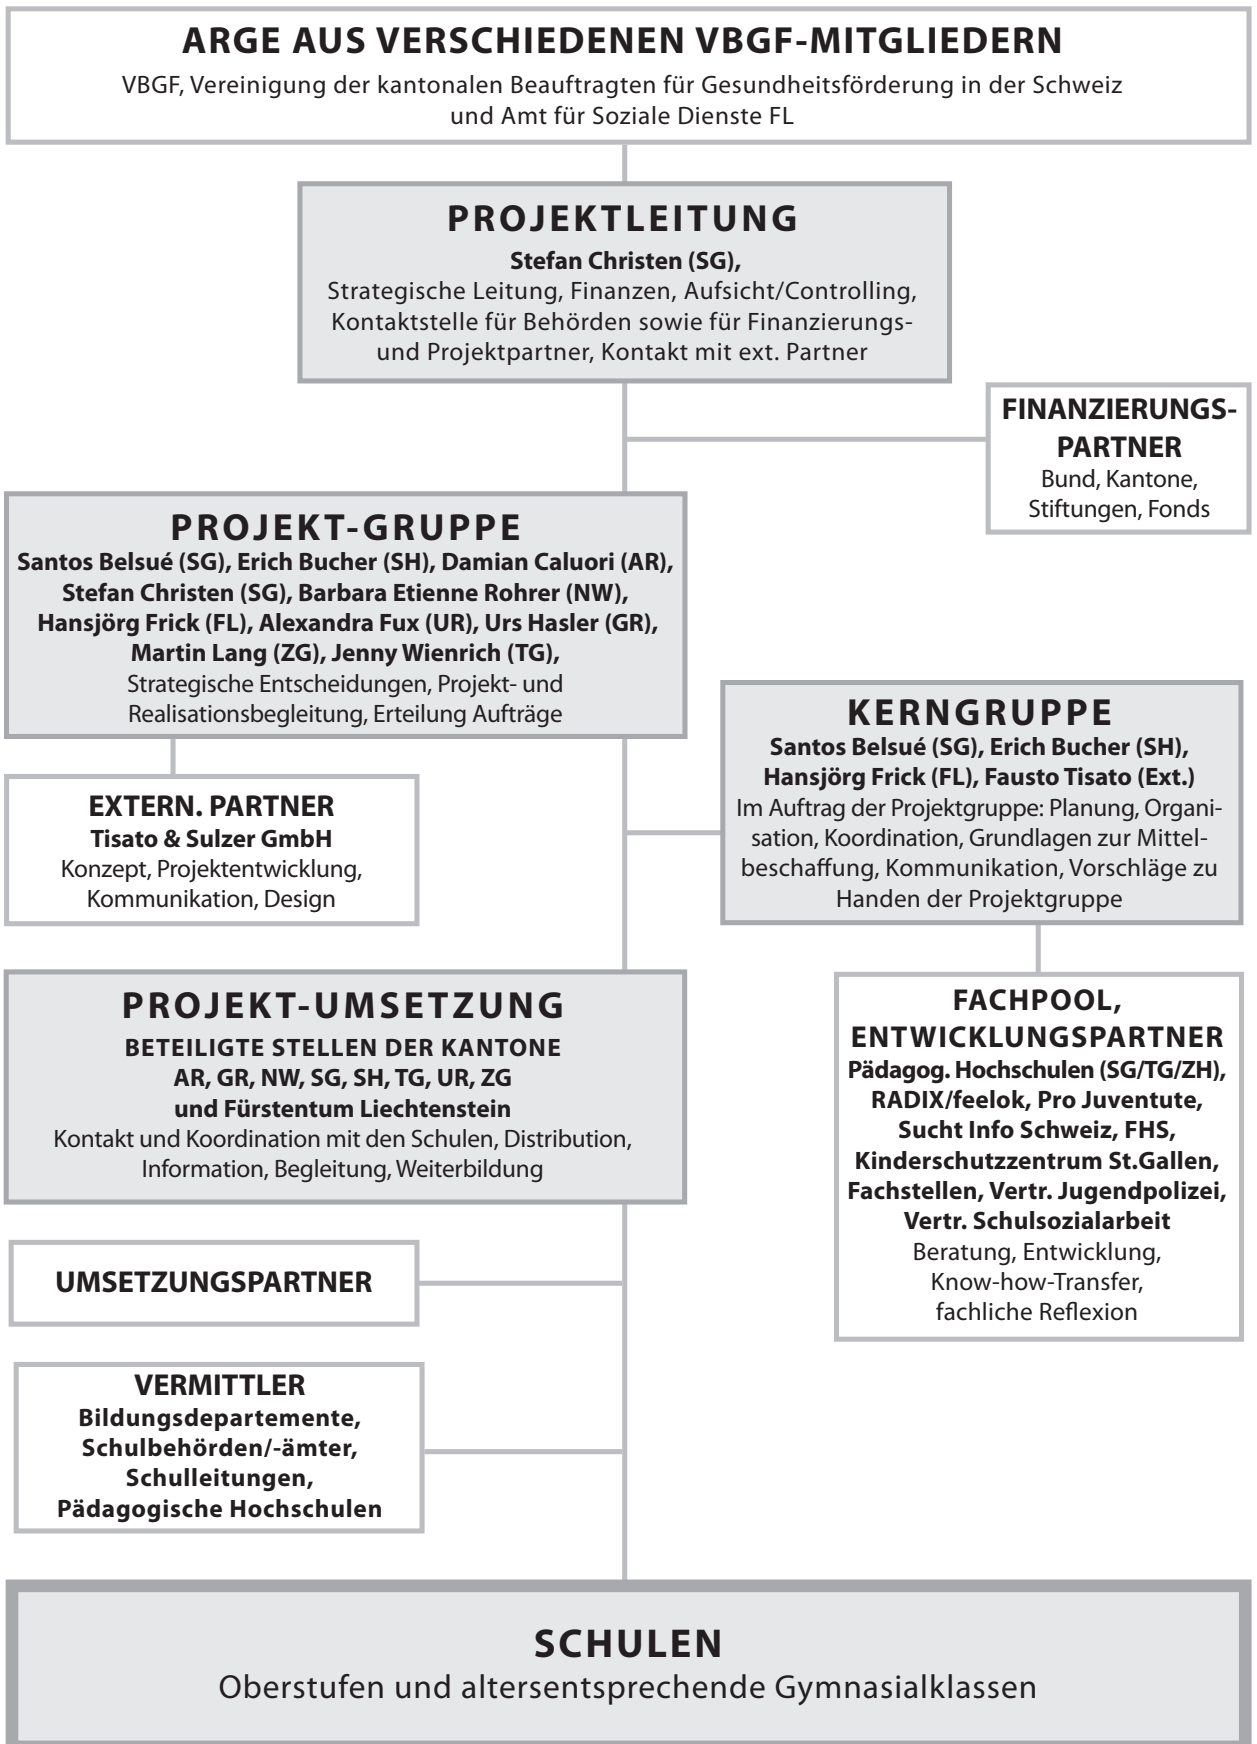 ARGE AUS VERSCHIEDENEN VBGF-MITGLIEDERN
VBGF, Vereinigung der kantonalen Beauftragten für Gesundheitsförderung in der Schweiz
und Amt für Soziale Dienste FL
PROJEKTLEITUNG
Stefan Christen (SG),
Strategische Leitung, Finanzen, Aufsicht/Controlling,
Kontaktstelle für Behörden sowie für Finanzierungs-
und Projektpartner, Kontakt mit ext. Partner
FINANZIERUNGS-
PARTNER
Bund, Kantone,
Stiftungen, Fonds
PROJEKT-GRUPPE
Santos Belsué (SG), Erich Bucher (SH), Damian Caluori (AR),
Stefan Christen (SG), Barbara Etienne Rohrer (NW),
Hansjörg Frick (FL), Alexandra Fux (UR), Urs Hasler (GR),
Martin Lang (ZG), Jenny Wienrich (TG),
Strategische Entscheidungen, Projekt- und
Realisationsbegleitung, Erteilung Aufträge
KERNGRUPPE
Santos Belsué (SG), Erich Bucher (SH),
Hansjörg Frick (FL), Fausto Tisato (Ext.)
Im Auftrag der Projektgruppe: Planung, Organi-
sation, Koordination, Grundlagen zur Mittel-
beschaffung, Kommunikation, Vorschläge zu
Handen der Projektgruppe
EXTERN. PARTNER
Tisato & Sulzer GmbH
Konzept, Projektentwicklung,
Kommunikation, Design
PROJEKT-UMSETZUNG
BETEILIGTE STELLEN DER KANTONE
AR, GR, NW, SG, SH, TG, UR, ZG
und Fürstentum Liechtenstein
Kontakt und Koordination mit den Schulen, Distribution,
Information, Begleitung, Weiterbildung
FACHPOOL,
ENTWICKLUNGSPARTNER
Pädagog. Hochschulen (SG/TG/ZH),
RADIX/feelok, Pro Juventute,
Sucht Info Schweiz, FHS,
Kinderschutzzentrum St.Gallen,
Fachstellen, Vertr. Jugendpolizei,
Vertr. Schulsozialarbeit
Beratung, Entwicklung,
Know-how-Transfer,
fachliche Reflexion
UMSETZUNGSPARTNER
VERMITTLER
Bildungsdepartemente,
Schulbehörden/-ämter,
Schulleitungen,
Pädagogische Hochschulen
SCHULEN
Oberstufen und altersentsprechende Gymnasialklassen